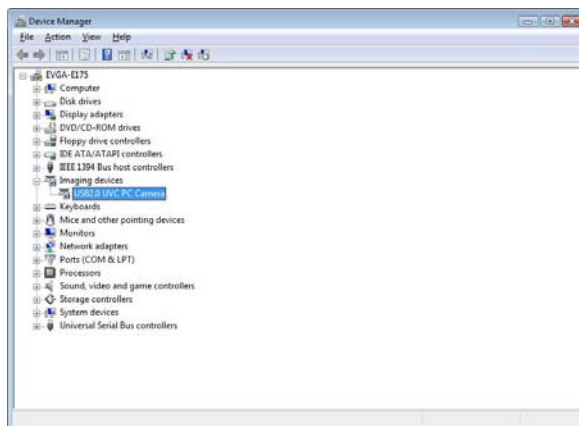 Device Manager
File Action View Help
EVGA-E175
Computer
Disk drives
Display adapters
DVD/CD-ROM drives
Floppy drive controllers
IDE ATA/ATAPI controllers
IEEE 1394 Bus host controllers
Imaging devices
USB2.0 UVC PC Camera
Keyboards
Mice and other pointing devices
Monitors
Network adapters
Ports (COM & LPT)
Processors
Sound, video and game controllers
Storage controllers
System devices
Universal Serial Bus controllers